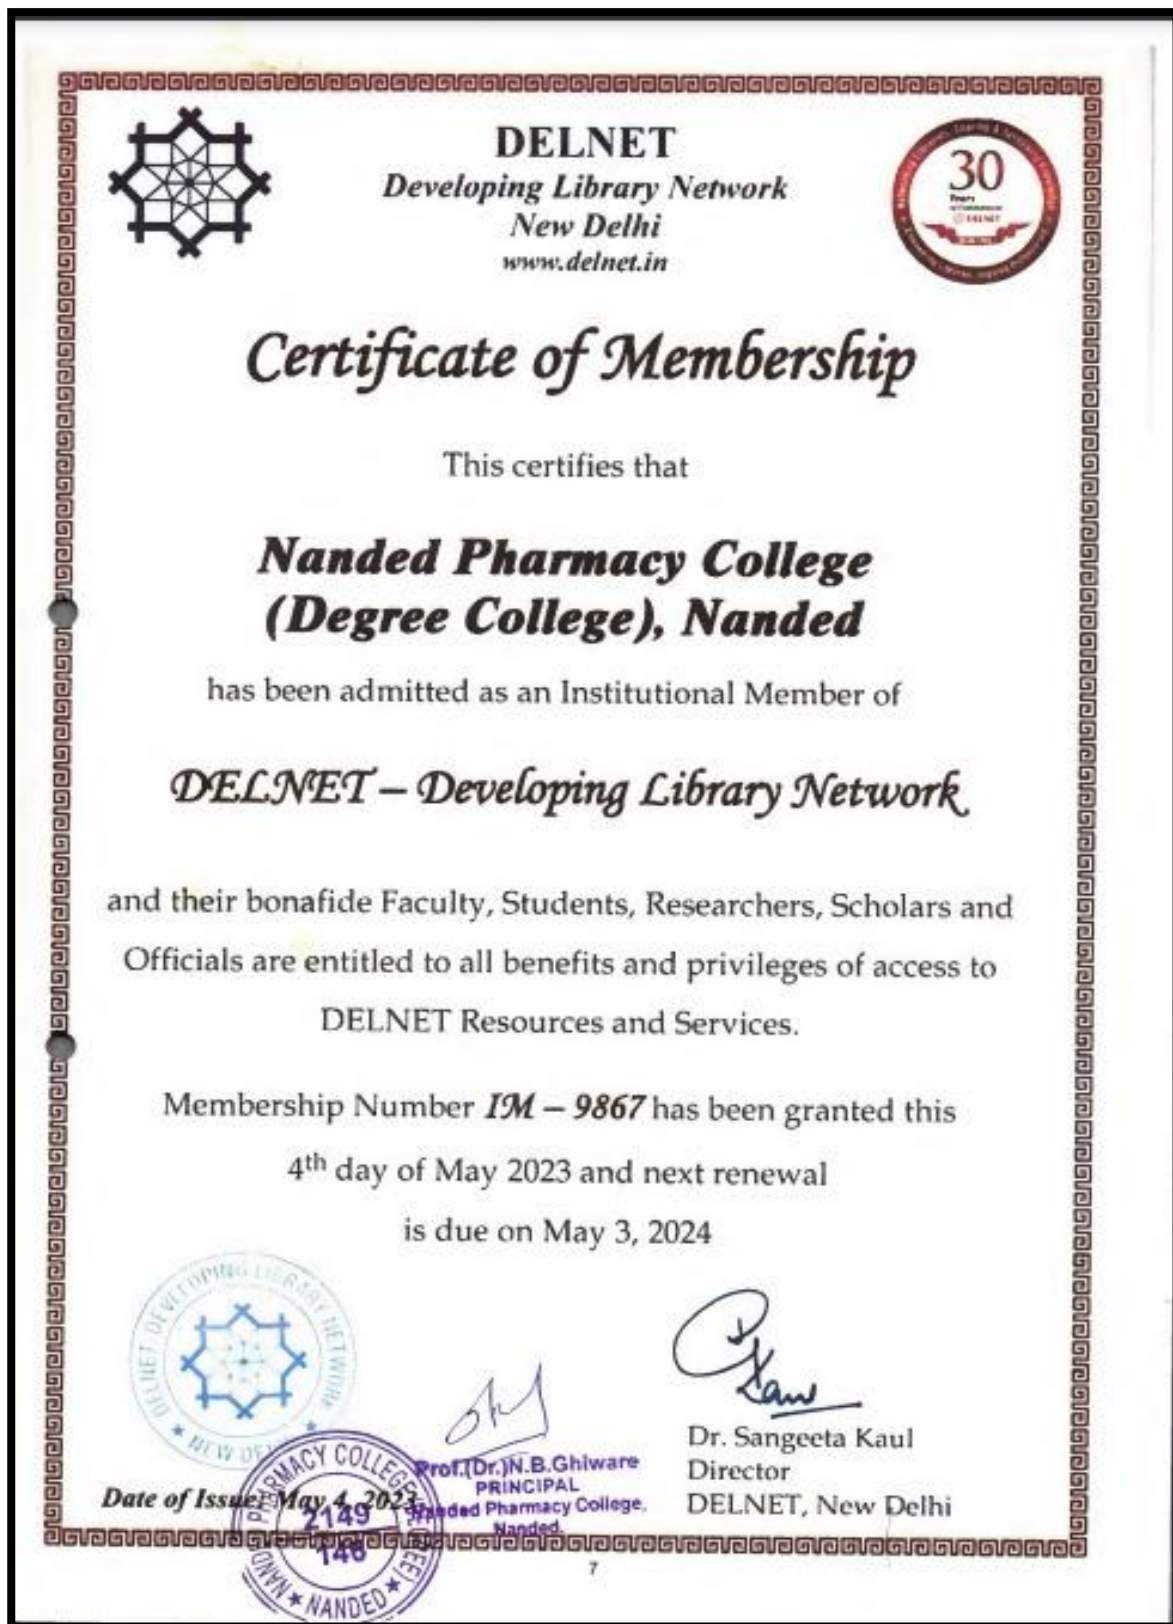 DELNET
Developing Library Network
New Delhi
www.delnet.in
30
Years
DELNET
Certificate of Membership
This certifies that
Nanded Pharmacy College
(Degree College), Nanded
has been admitted as an Institutional Member of
DELNET – Developing Library Network
and their bonafide Faculty, Students, Researchers, Scholars and
Officials are entitled to all benefits and privileges of access to
DELNET Resources and Services.
Membership Number IM – 9867 has been granted this
4th day of May 2023 and next renewal
is due on May 3, 2024
DELNET DEVELOPING LIBRARY NETWORK
NEW DELHI
Prof.(Dr.)N.B.Ghiware
PRINCIPAL
Nanded Pharmacy College,
Nanded.
Dr. Sangeeta Kaul
Director
DELNET, New Delhi
Date of Issue: May 4, 2023
PHARMACY COLLEGE
2149
146
NANDED
7